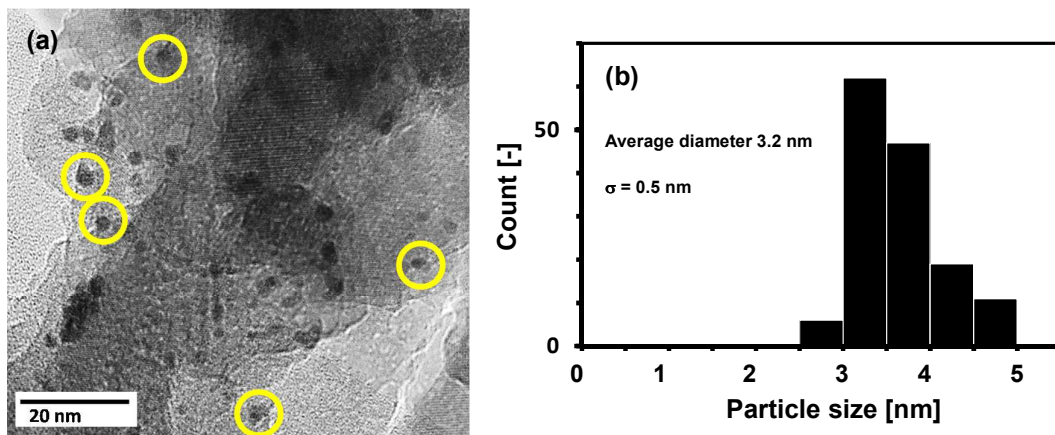 (a)
20 nm
(b)
Average diameter 3.2 nm
σ = 0.5 nm
Count [-]
50
0
0 1 2 3 4 5
Particle size [nm]